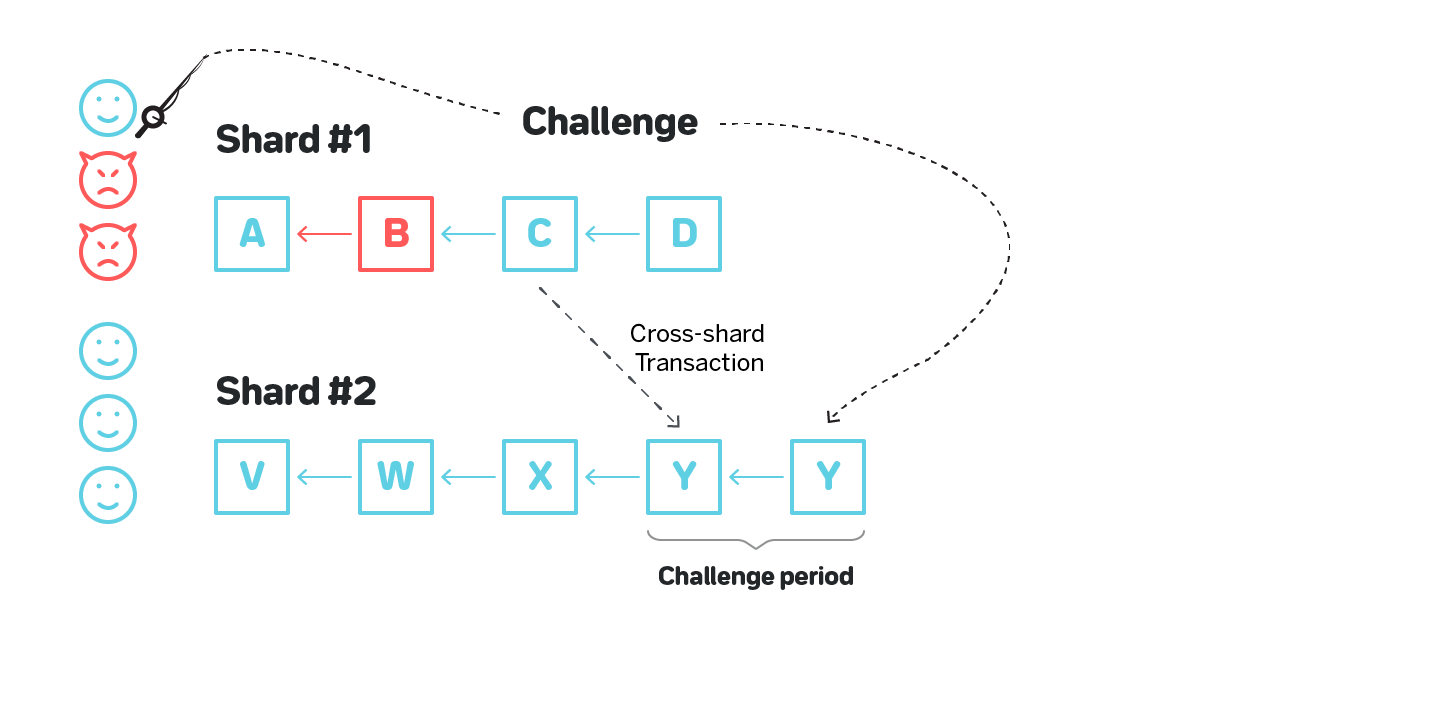 Challenge
Shard #1
A
B
C
D
Cross-shard
Transaction
Shard #2
V
W
X
Y
Y
Challenge period